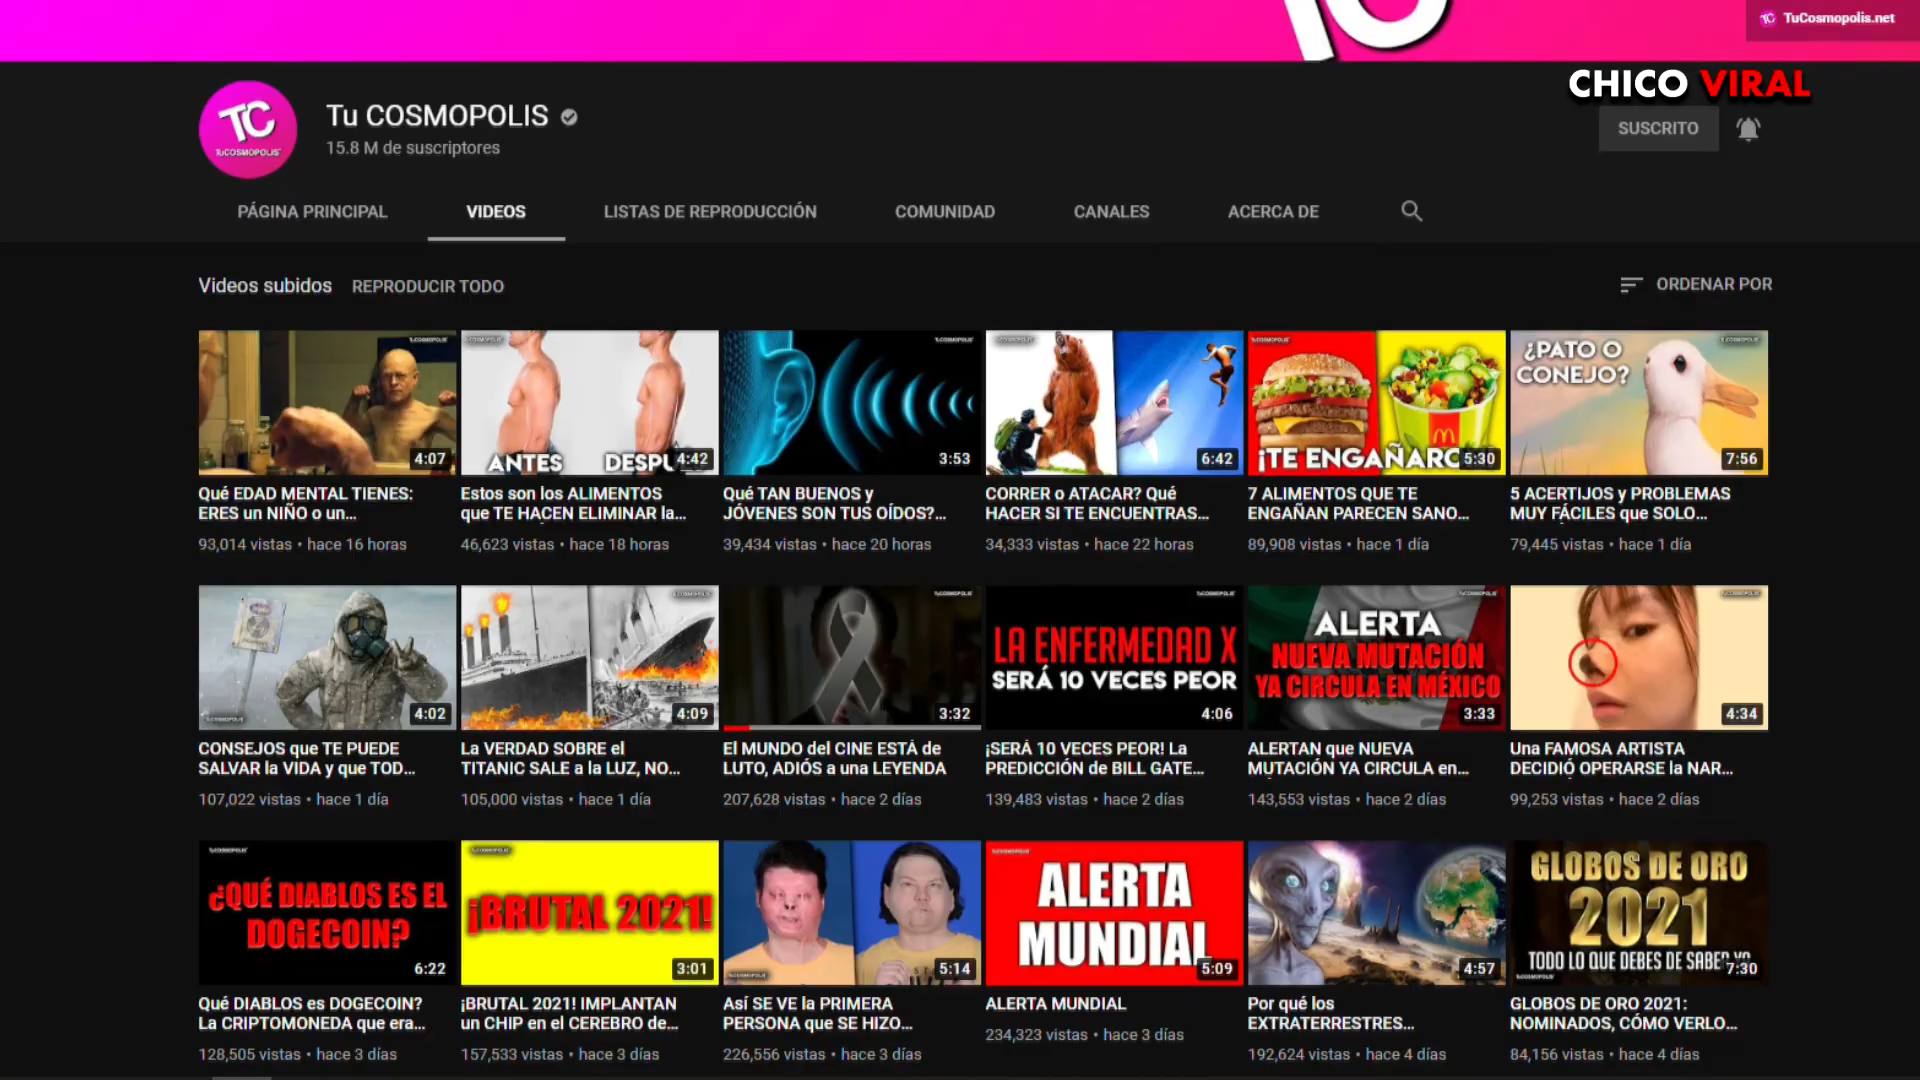 TC TuCosmopolis.net
CHICO VIRAL
TC
TUCOSMOPOLIS
Tu COSMOPOLIS
15.8 M de suscriptores
SUSCRITO
PÁGINA PRINCIPAL
VIDEOS
LISTAS DE REPRODUCCIÓN
COMUNIDAD
CANALES
ACERCA DE
Videos subidos
REPRODUCIR TODO
ORDENAR POR
4:07
ANTES
4:42
3:53
6:42
¡TE ENGAÑARO
5:30
¿PATO O
CONEJO?
7:56
Qué EDAD MENTAL TIENES:
ERES un NIÑO o un...
93,014 vistas • hace 16 horas
Estos son los ALIMENTOS
que TE HACEN ELIMINAR la...
46,623 vistas • hace 18 horas
Qué TAN BUENOS y
JÓVENES SON TUS OÍDOS?...
39,434 vistas • hace 20 horas
CORRER o ATACAR? Qué
HACER SI TE ENCUENTRAS...
34,333 vistas • hace 22 horas
7 ALIMENTOS QUE TE
ENGAÑAN PARECEN SANO...
89,908 vistas • hace 1 día
5 ACERTIJOS y PROBLEMAS
MUY FÁCILES que SOLO...
79,445 vistas • hace 1 día
4:02
4:09
3:32
LA ENFERMEDAD X
SERÁ 10 VECES PEOR
4:06
ALERTA
NUEVA MUTACIÓN
YA CIRCULA EN MÉXICO
3:33
4:34
CONSEJOS que TE PUEDE
SALVAR la VIDA y que TOD...
107,022 vistas • hace 1 día
La VERDAD SOBRE el
TITANIC SALE a la LUZ, NO...
105,000 vistas • hace 1 día
El MUNDO del CINE ESTÁ de
LUTO, ADIÓS a una LEYENDA
207,628 vistas • hace 2 días
¡SERÁ 10 VECES PEOR! La
PREDICCIÓN de BILL GATE...
139,483 vistas • hace 2 días
ALERTAN que NUEVA
MUTACIÓN YA CIRCULA en...
143,553 vistas • hace 2 días
Una FAMOSA ARTISTA
DECIDIÓ OPERARSE la NAR...
99,253 vistas • hace 2 días
¿QUÉ DIABLOS ES EL
DOGECOIN?
6:22
¡BRUTAL 2021!
3:01
5:14
ALERTA
MUNDIAL
5:09
4:57
GLOBOS DE ORO
2021
TODO LO QUE DEBES DE SABER
7:30
Qué DIABLOS es DOGECOIN?
La CRIPTOMONEDA que era...
128,505 vistas • hace 3 días
¡BRUTAL 2021! IMPLANTAN
un CHIP en el CEREBRO de...
157,533 vistas • hace 3 días
Así SE VE la PRIMERA
PERSONA que SE HIZO...
226,556 vistas • hace 3 días
ALERTA MUNDIAL
234,323 vistas • hace 3 días
Por qué los
EXTRATERRESTRES...
192,624 vistas • hace 4 días
GLOBOS DE ORO 2021:
NOMINADOS, CÓMO VERLO...
84,156 vistas • hace 4 días